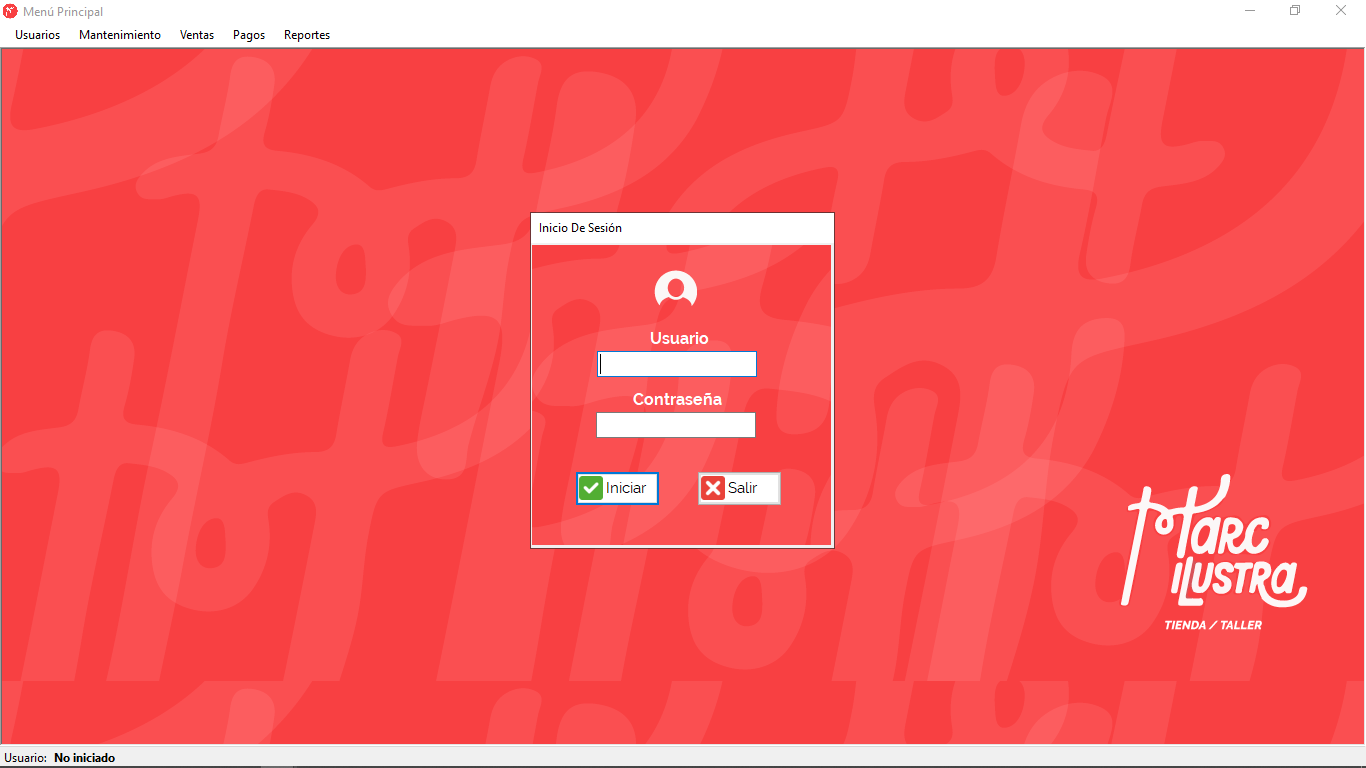 Menú Principal
Usuarios Mantenimiento Ventas Pagos Reportes
Inicio De Sesión
Usuario
Contraseña
Iniciar Salir
Marc
ilustra
TIENDA / TALLER
Usuario: No iniciado